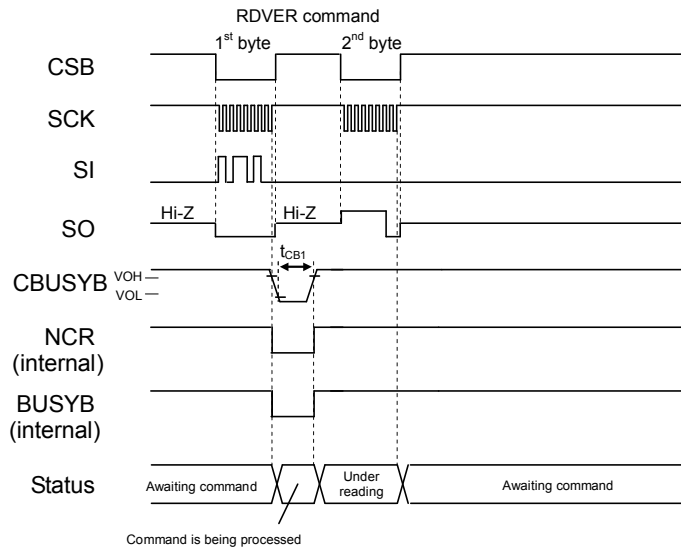 RDVER command
1st byte
2nd byte
CSB
SCK
SI
SO
Hi-Z
Hi-Z
tCB1
CBUSYB
VOH
VOL
NCR
(internal)
BUSYB
(internal)
Status
Awaiting command
Under
reading
Awaiting command
Command is being processed